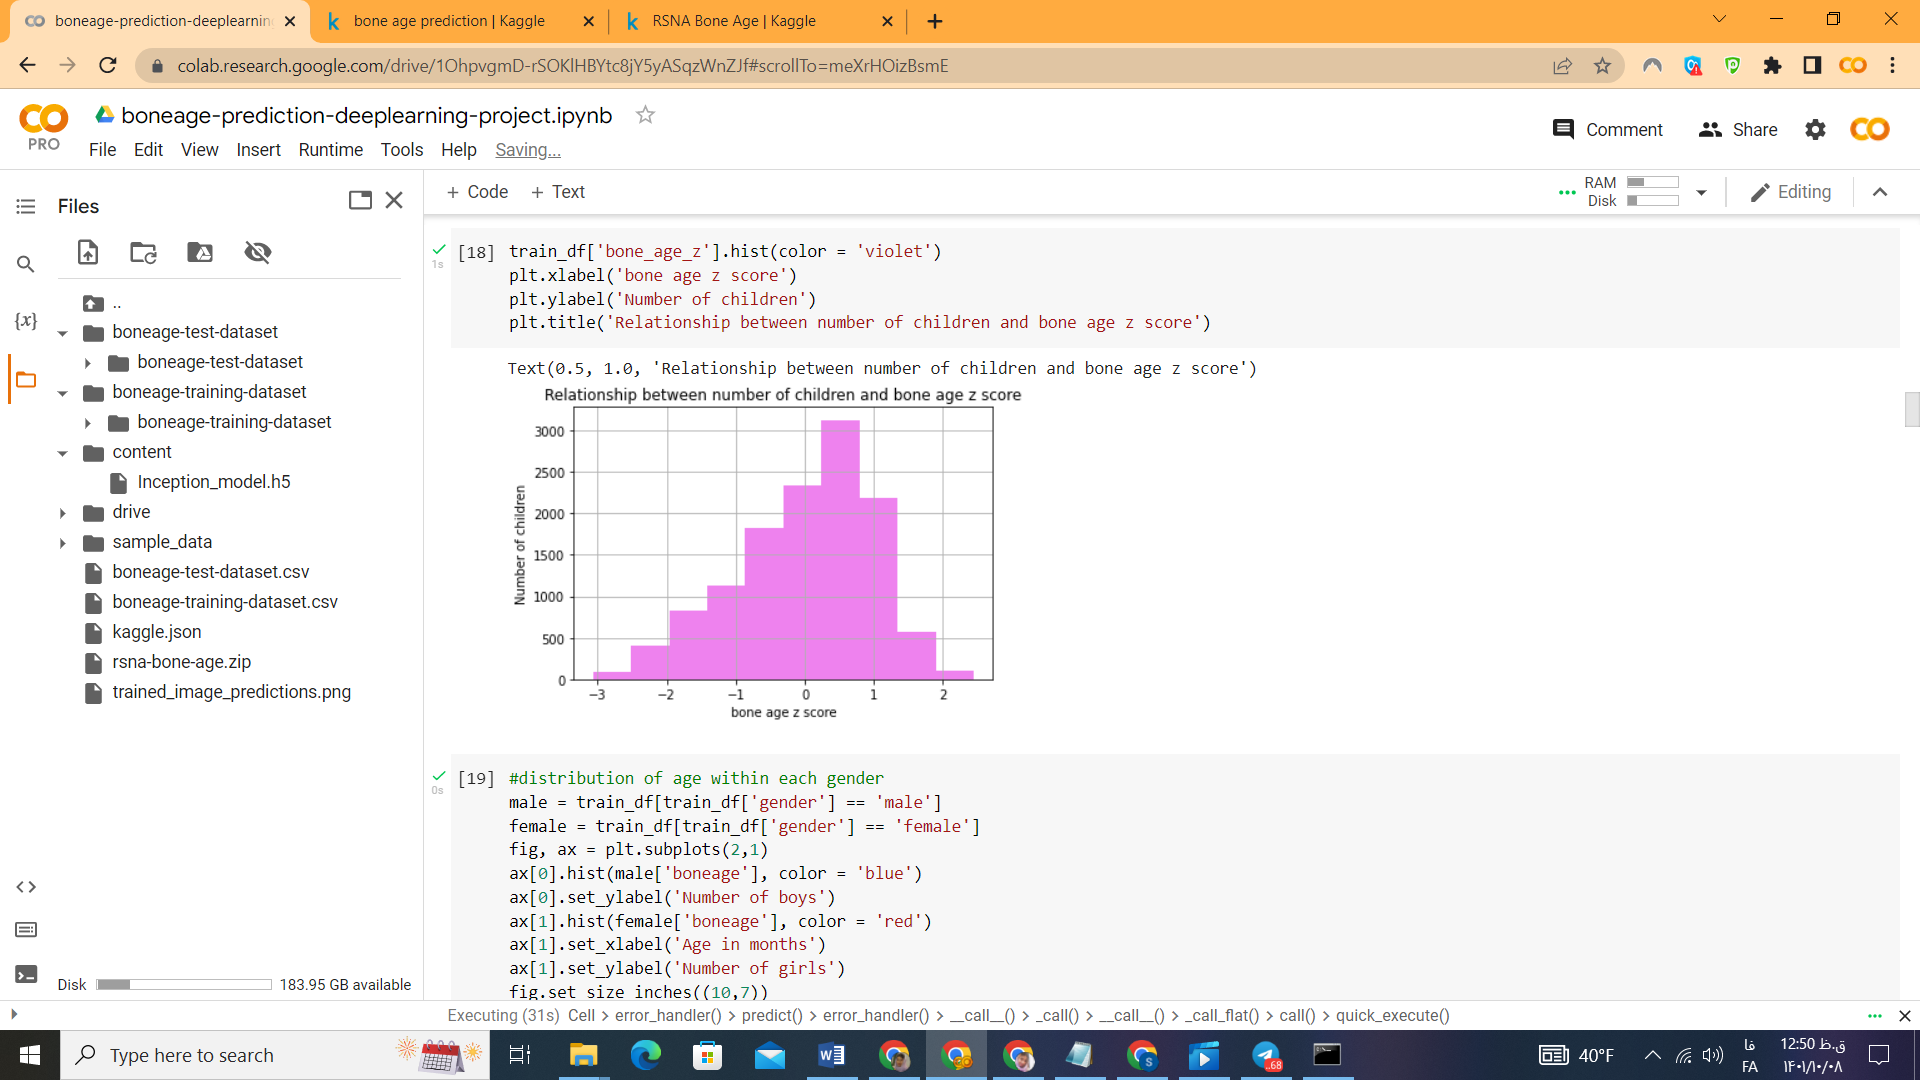 boneage-prediction-deeplearnin
bone age prediction | Kaggle
RSNA Bone Age | Kaggle
colab.research.google.com/drive/1OhpvgmD-rSOKlHBYtc8jY5yASqzWnZJf#scrollTo=meXrHOizBsmE
PRO
boneage-prediction-deeplearning-project.ipynb
File Edit View Insert Runtime Tools Help Saving...
Comment
Share
Files
+ Code + Text
RAM
Disk
Editing
..
boneage-test-dataset
boneage-test-dataset
boneage-training-dataset
boneage-training-dataset
content
Inception_model.h5
drive
sample_data
boneage-test-dataset.csv
boneage-training-dataset.csv
kaggle.json
rsna-bone-age.zip
trained_image_predictions.png
{x}
Disk 183.95 GB available
1s
[18] train_df['bone_age_z'].hist(color = 'violet')
plt.xlabel('bone age z score')
plt.ylabel('Number of children')
plt.title('Relationship between number of children and bone age z score')
Text(0.5, 1.0, 'Relationship between number of children and bone age z score')
Relationship between number of children and bone age z score
3000
2500
2000
1500
1000
500
0
Number of children
−3 −2 −1 0 1 2
bone age z score
0s
[19] #distribution of age within each gender
male = train_df[train_df['gender'] == 'male']
female = train_df[train_df['gender'] == 'female']
fig, ax = plt.subplots(2,1)
ax[0].hist(male['boneage'], color = 'blue')
ax[0].set_ylabel('Number of boys')
ax[1].hist(female['boneage'], color = 'red')
ax[1].set_xlabel('Age in months')
ax[1].set_ylabel('Number of girls')
fig.set_size_inches((10,7))
Executing (31s) Cell > error_handler() > predict() > error_handler() > __call__() > _call() > __call__() > _call_flat() > call() > quick_execute()
Type here to search
68
40°F
فا
FA
12:50 ق.ظ
۱۴۰۱/۱۰/۰۸